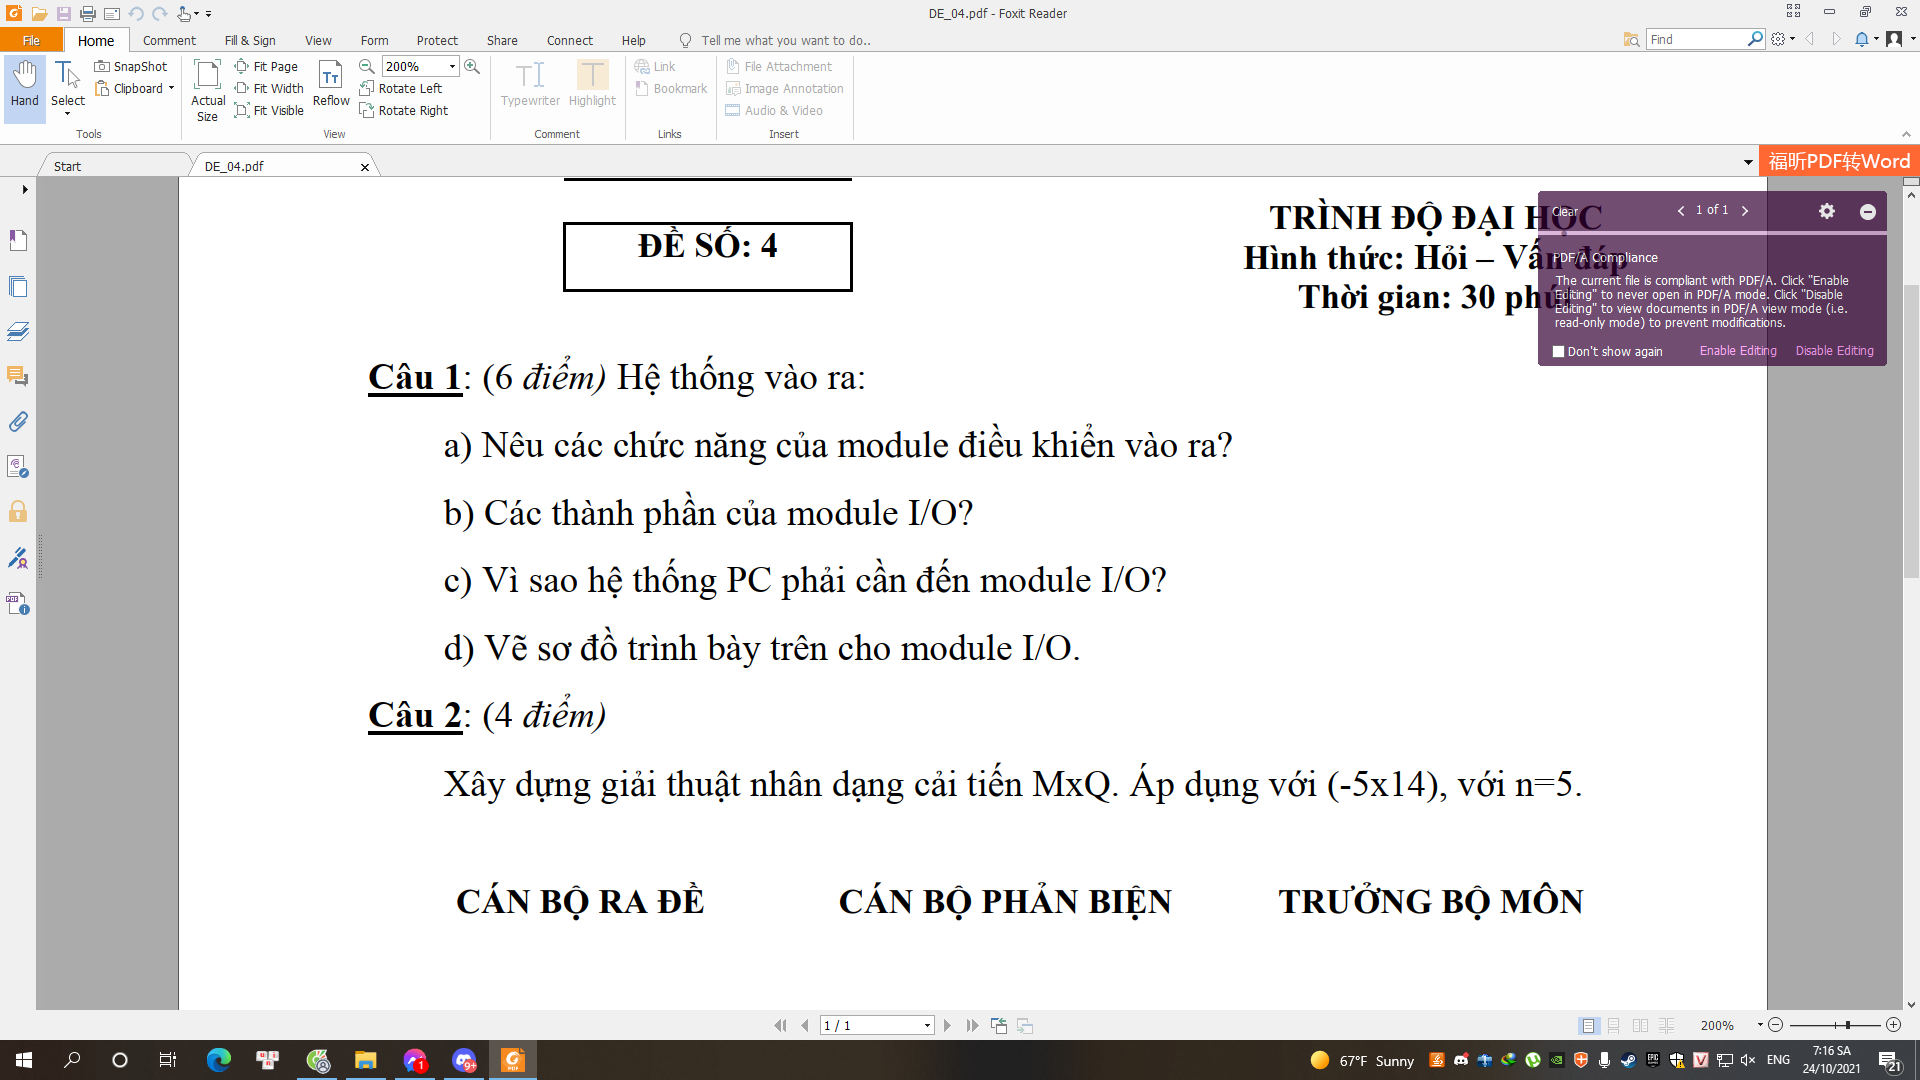 DE_04.pdf - Foxit Reader
File Home Comment Fill & Sign View Form Protect Share Connect Help Tell me what you want to do.. Find
Hand Select SnapShot Clipboard
Tools
Actual Size Fit Page Fit Width Fit Visible Reflow 200% Rotate Left Rotate Right
View
Typewriter Highlight
Comment
Link Bookmark
Links
File Attachment Image Annotation Audio & Video
Insert
Start DE_04.pdf 福昕PDF转Word
ĐỀ SỐ: 4
TRÌNH ĐỘ ĐẠI HỌC
Hình thức: Hỏi – Vấn đáp
Thời gian: 30 phút
Clear 1 of 1
PDF/A Compliance
The current file is compliant with PDF/A. Click "Enable
Editing" to never open in PDF/A mode. Click "Disable
Editing" to view documents in PDF/A view mode (i.e.
read-only mode) to prevent modifications.
Don't show again Enable Editing Disable Editing
Câu 1: (6 điểm) Hệ thống vào ra:
a) Nêu các chức năng của module điều khiển vào ra?
b) Các thành phần của module I/O?
c) Vì sao hệ thống PC phải cần đến module I/O?
d) Vẽ sơ đồ trình bày trên cho module I/O.
Câu 2: (4 điểm)
Xây dựng giải thuật nhân dạng cải tiến MxQ. Áp dụng với (-5x14), với n=5.
CÁN BỘ RA ĐỀ CÁN BỘ PHẢN BIỆN TRƯỞNG BỘ MÔN
1 / 1 200%
67°F Sunny ENG 7:16 SA
24/10/2021 21